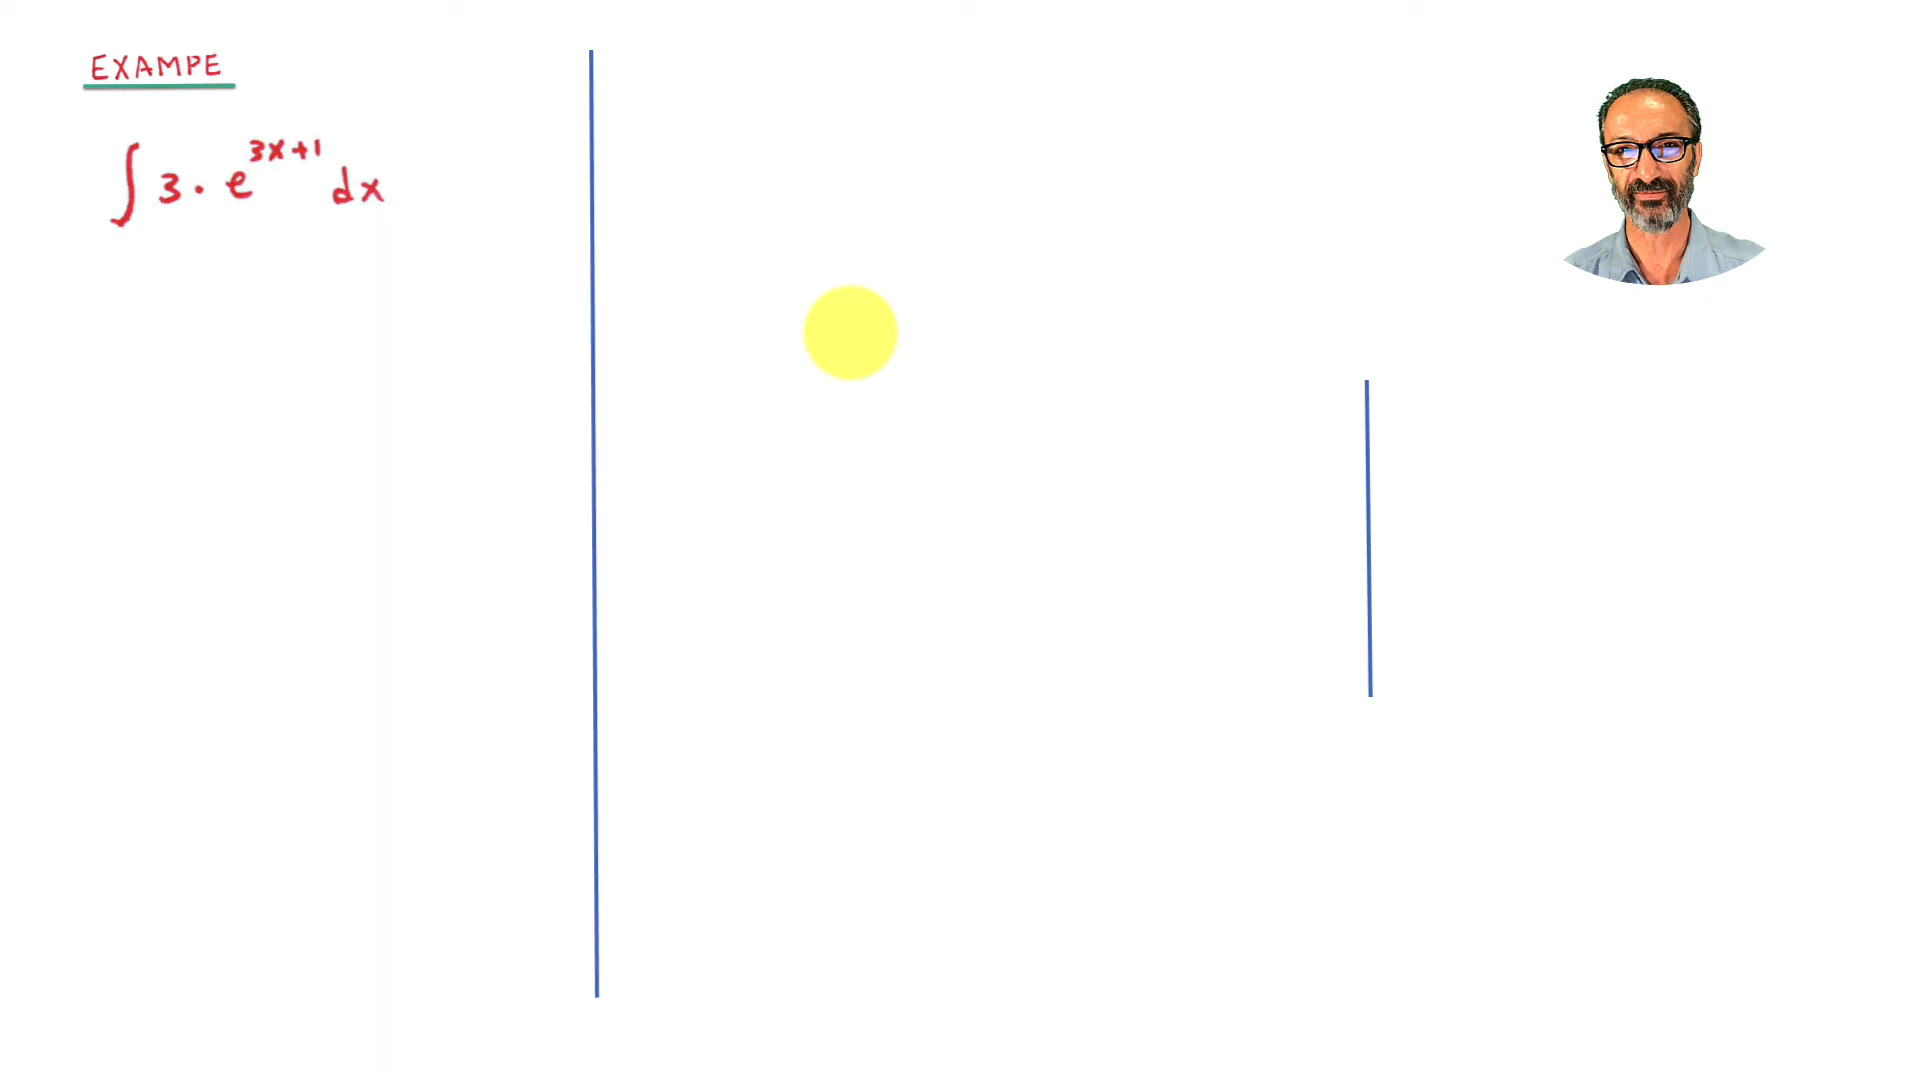 EXAMPE
∫ 3 · e^{3x+1} dx